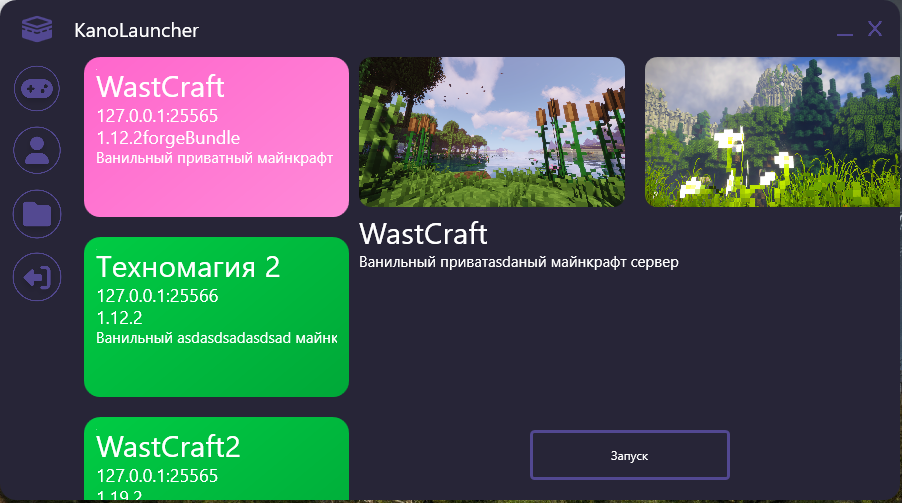 KanoLauncher
WastCraft
127.0.0.1:25565
1.12.2forgeBundle
Ванильный приватный майнкрафт
Техномагия 2
127.0.0.1:25566
1.12.2
Ванильный asdasdsadasdsad майнк
WastCraft2
127.0.0.1:25565
1.19.2
WastCraft
Ванильный приватasdаный майнкрафт сервер
Запуск